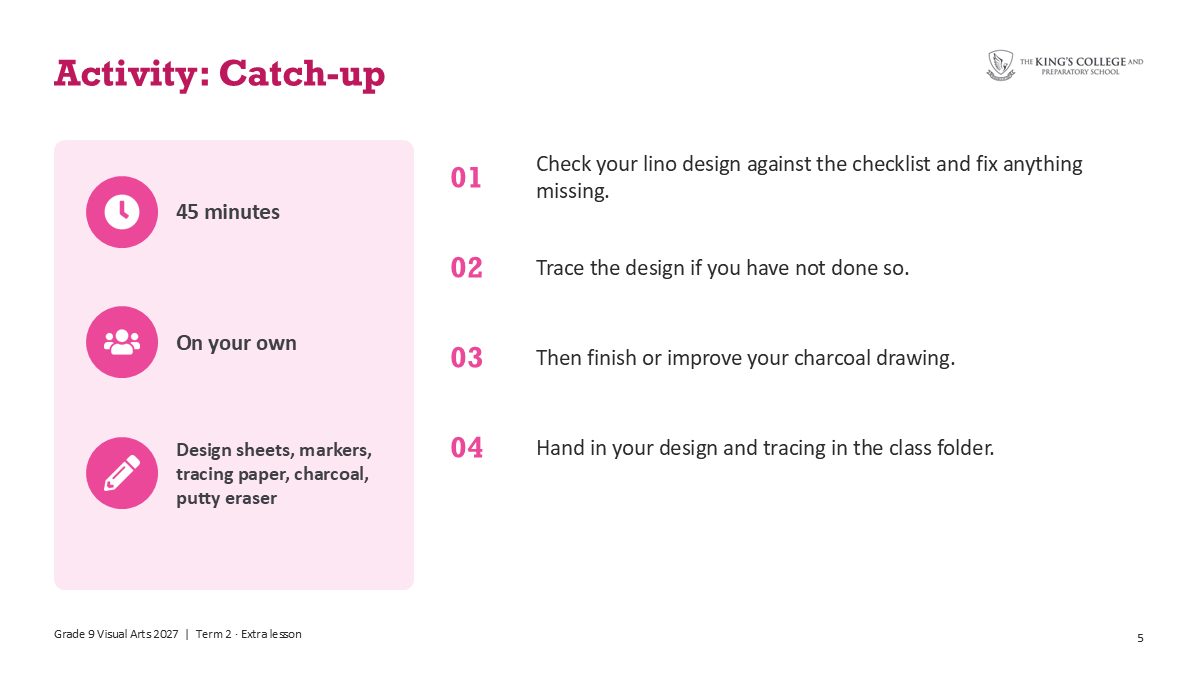 Activity: Catch-up
THE KING'S COLLEGE AND
PREPARATORY SCHOOL
45 minutes
On your own
Design sheets, markers,
tracing paper, charcoal,
putty eraser
01
Check your lino design against the checklist and fix anything
missing.
02
Trace the design if you have not done so.
03
Then finish or improve your charcoal drawing.
04
Hand in your design and tracing in the class folder.
Grade 9 Visual Arts 2027 | Term 2 · Extra lesson
5